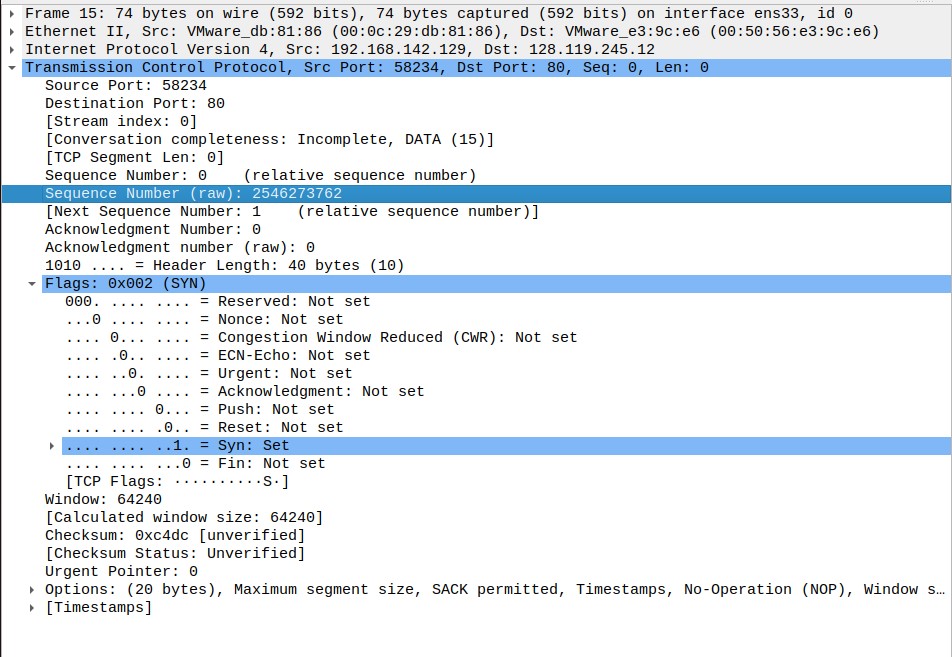 Frame 15: 74 bytes on wire (592 bits), 74 bytes captured (592 bits) on interface ens33, id 0
Ethernet II, Src: VMware_db:81:86 (00:0c:29:db:81:86), Dst: VMware_e3:9c:e6 (00:50:56:e3:9c:e6)
Internet Protocol Version 4, Src: 192.168.142.129, Dst: 128.119.245.12
Transmission Control Protocol, Src Port: 58234, Dst Port: 80, Seq: 0, Len: 0
Source Port: 58234
Destination Port: 80
[Stream index: 0]
[Conversation completeness: Incomplete, DATA (15)]
[TCP Segment Len: 0]
Sequence Number: 0    (relative sequence number)
Sequence Number (raw): 2546273762
[Next Sequence Number: 1    (relative sequence number)]
Acknowledgment Number: 0
Acknowledgment number (raw): 0
1010 .... = Header Length: 40 bytes (10)
Flags: 0x002 (SYN)
000. .... .... = Reserved: Not set
...0 .... .... = Nonce: Not set
.... 0... .... = Congestion Window Reduced (CWR): Not set
.... .0.. .... = ECN-Echo: Not set
.... ..0. .... = Urgent: Not set
.... ...0 .... = Acknowledgment: Not set
.... .... 0... = Push: Not set
.... .... .0.. = Reset: Not set
.... .... ..1. = Syn: Set
.... .... ...0 = Fin: Not set
[TCP Flags: ··········S·]
Window: 64240
[Calculated window size: 64240]
Checksum: 0xc4dc [unverified]
[Checksum Status: Unverified]
Urgent Pointer: 0
Options: (20 bytes), Maximum segment size, SACK permitted, Timestamps, No-Operation (NOP), Window s…
[Timestamps]